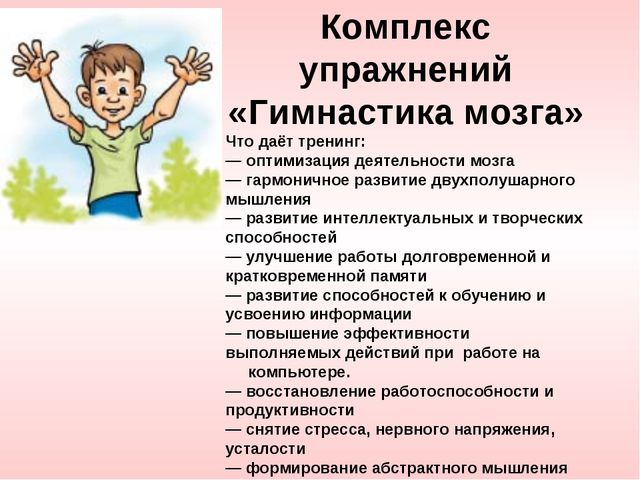 Комплекс
упражнений
«Гимнастика мозга»
Что даёт тренинг:
— оптимизация деятельности мозга
— гармоничное развитие двухполушарного
мышления
— развитие интеллектуальных и творческих
способностей
— улучшение работы долговременной и
кратковременной памяти
— развитие способностей к обучению и
усвоению информации
— повышение эффективности
выполняемых действий при работе на
компьютере.
— восстановление работоспособности и
продуктивности
— снятие стресса, нервного напряжения,
усталости
— формирование абстрактного мышления